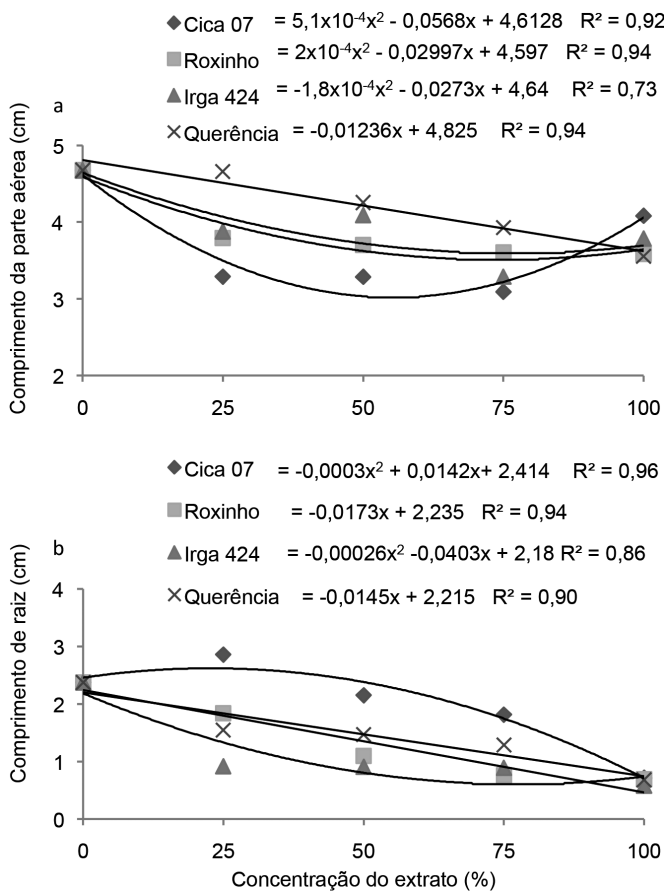 Cica 07 = 5,1x10⁻⁴x² - 0,0568x + 4,6128 R² = 0,92
Roxinho = 2x10⁻⁴x² - 0,02997x + 4,597 R² = 0,94
Irga 424 = -1,8x10⁻⁴x² - 0,0273x + 4,64 R² = 0,73
Querência = -0,01236x + 4,825 R² = 0,94
a
Comprimento da parte aérea (cm)
5
4
3
2
0 25 50 75 100
Cica 07 = -0,0003x² + 0,0142x+ 2,414 R² = 0,96
Roxinho = -0,0173x + 2,235 R² = 0,94
Irga 424 = -0,00026x² -0,0403x + 2,18 R² = 0,86
Querência = -0,0145x + 2,215 R² = 0,90
b
Comprimento de raiz (cm)
4
3
2
1
0
0 25 50 75 100
Concentração do extrato (%)